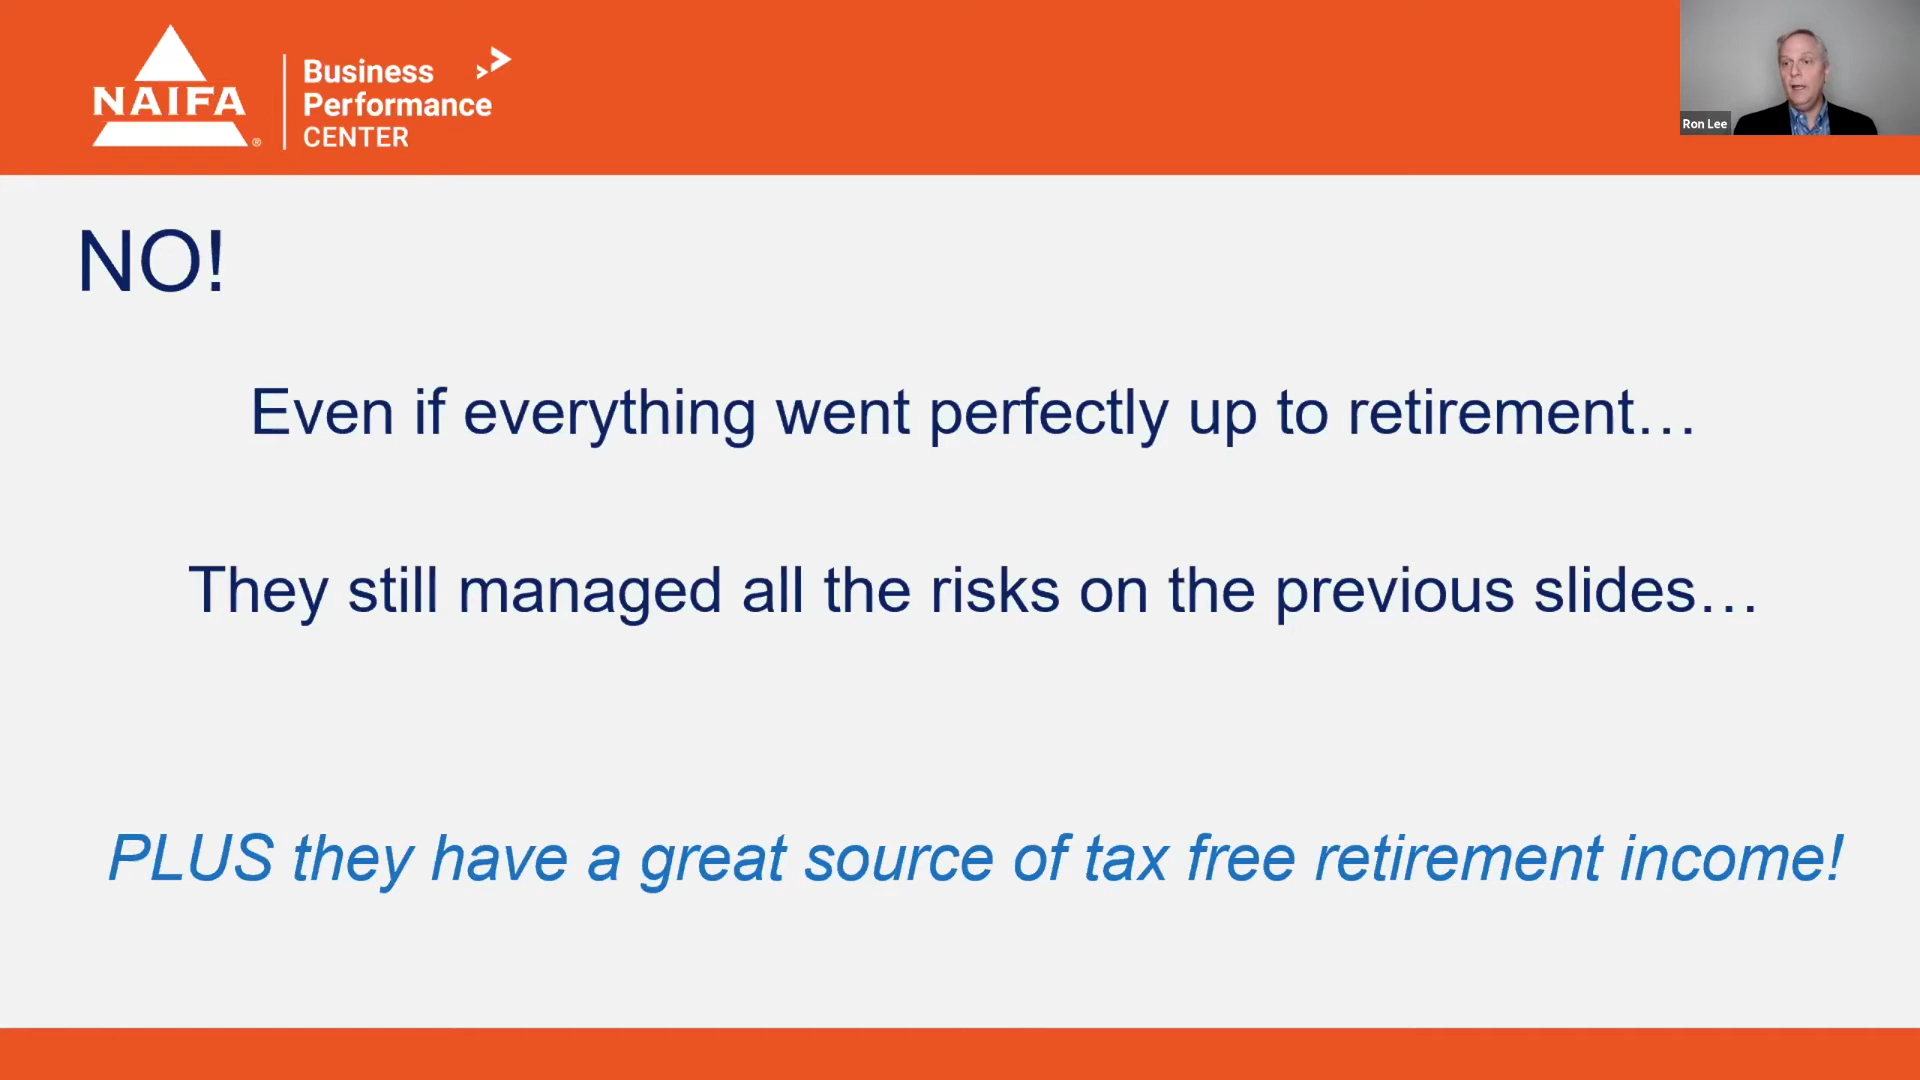 NAIFA®
Business
Performance
CENTER
Ron Lee
NO!
Even if everything went perfectly up to retirement…
They still managed all the risks on the previous slides…
PLUS they have a great source of tax free retirement income!